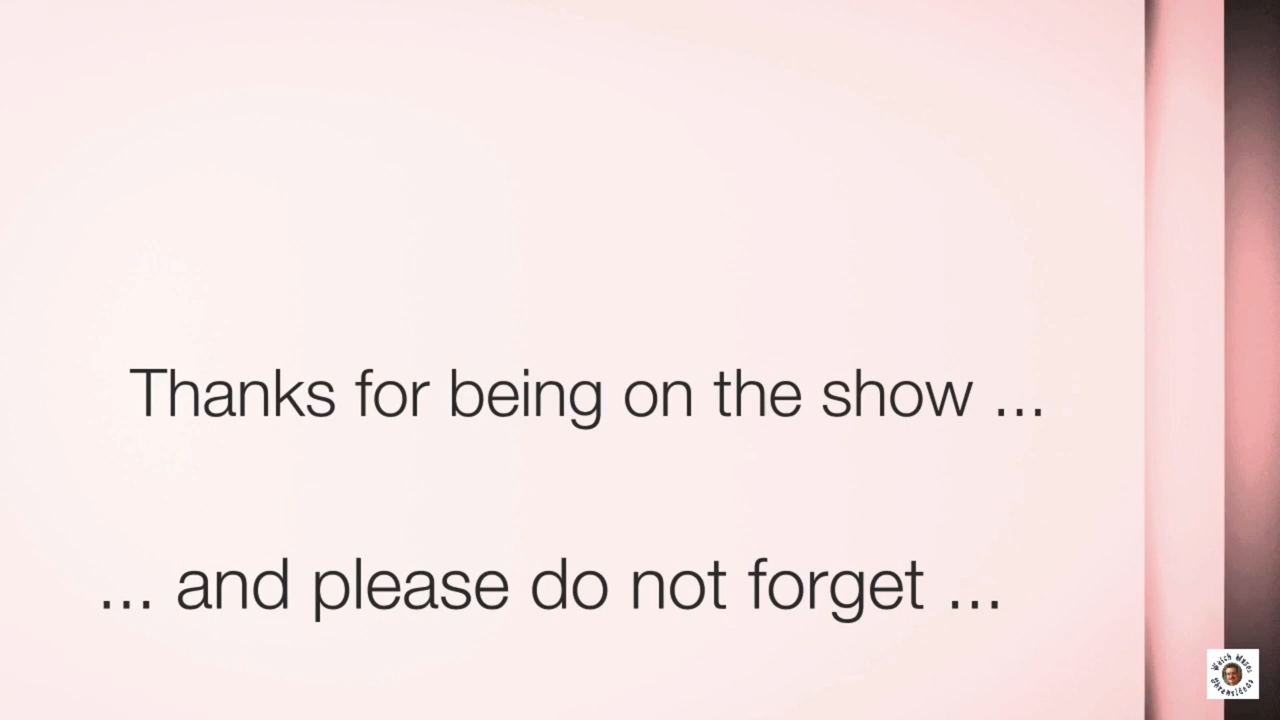 Thanks for being on the show ...
... and please do not forget ...